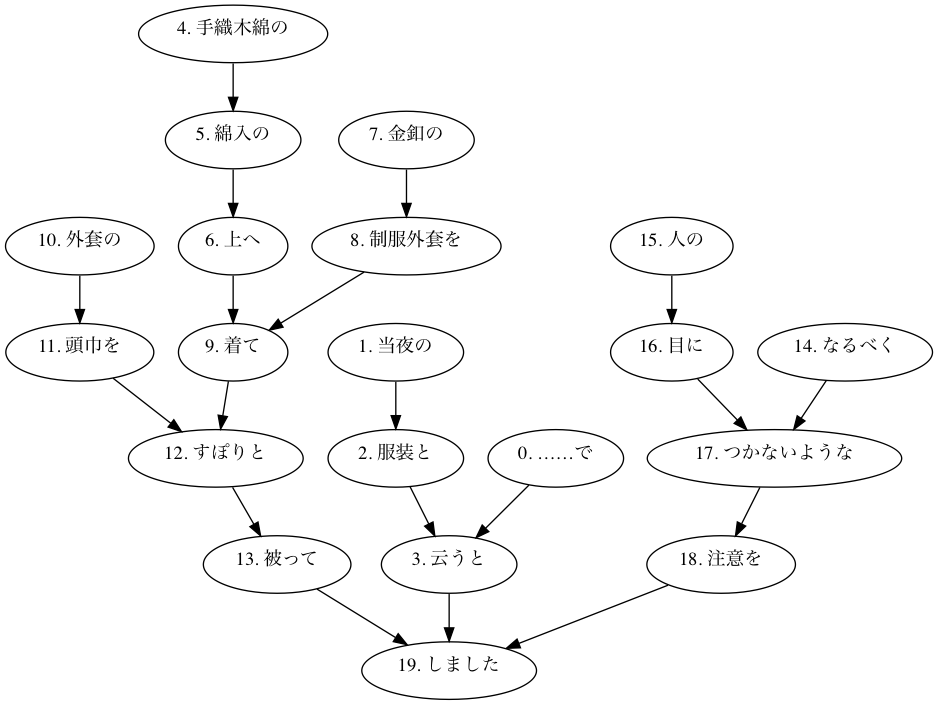 4. 手織木綿の
5. 綿入の
7. 金釦の
10. 外套の
6. 上へ
8. 制服外套を
15. 人の
11. 頭巾を
9. 着て
1. 当夜の
16. 目に
14. なるべく
12. すぽりと
2. 服装と
0. ……で
17. つかないような
13. 被って
3. 云うと
18. 注意を
19. しました